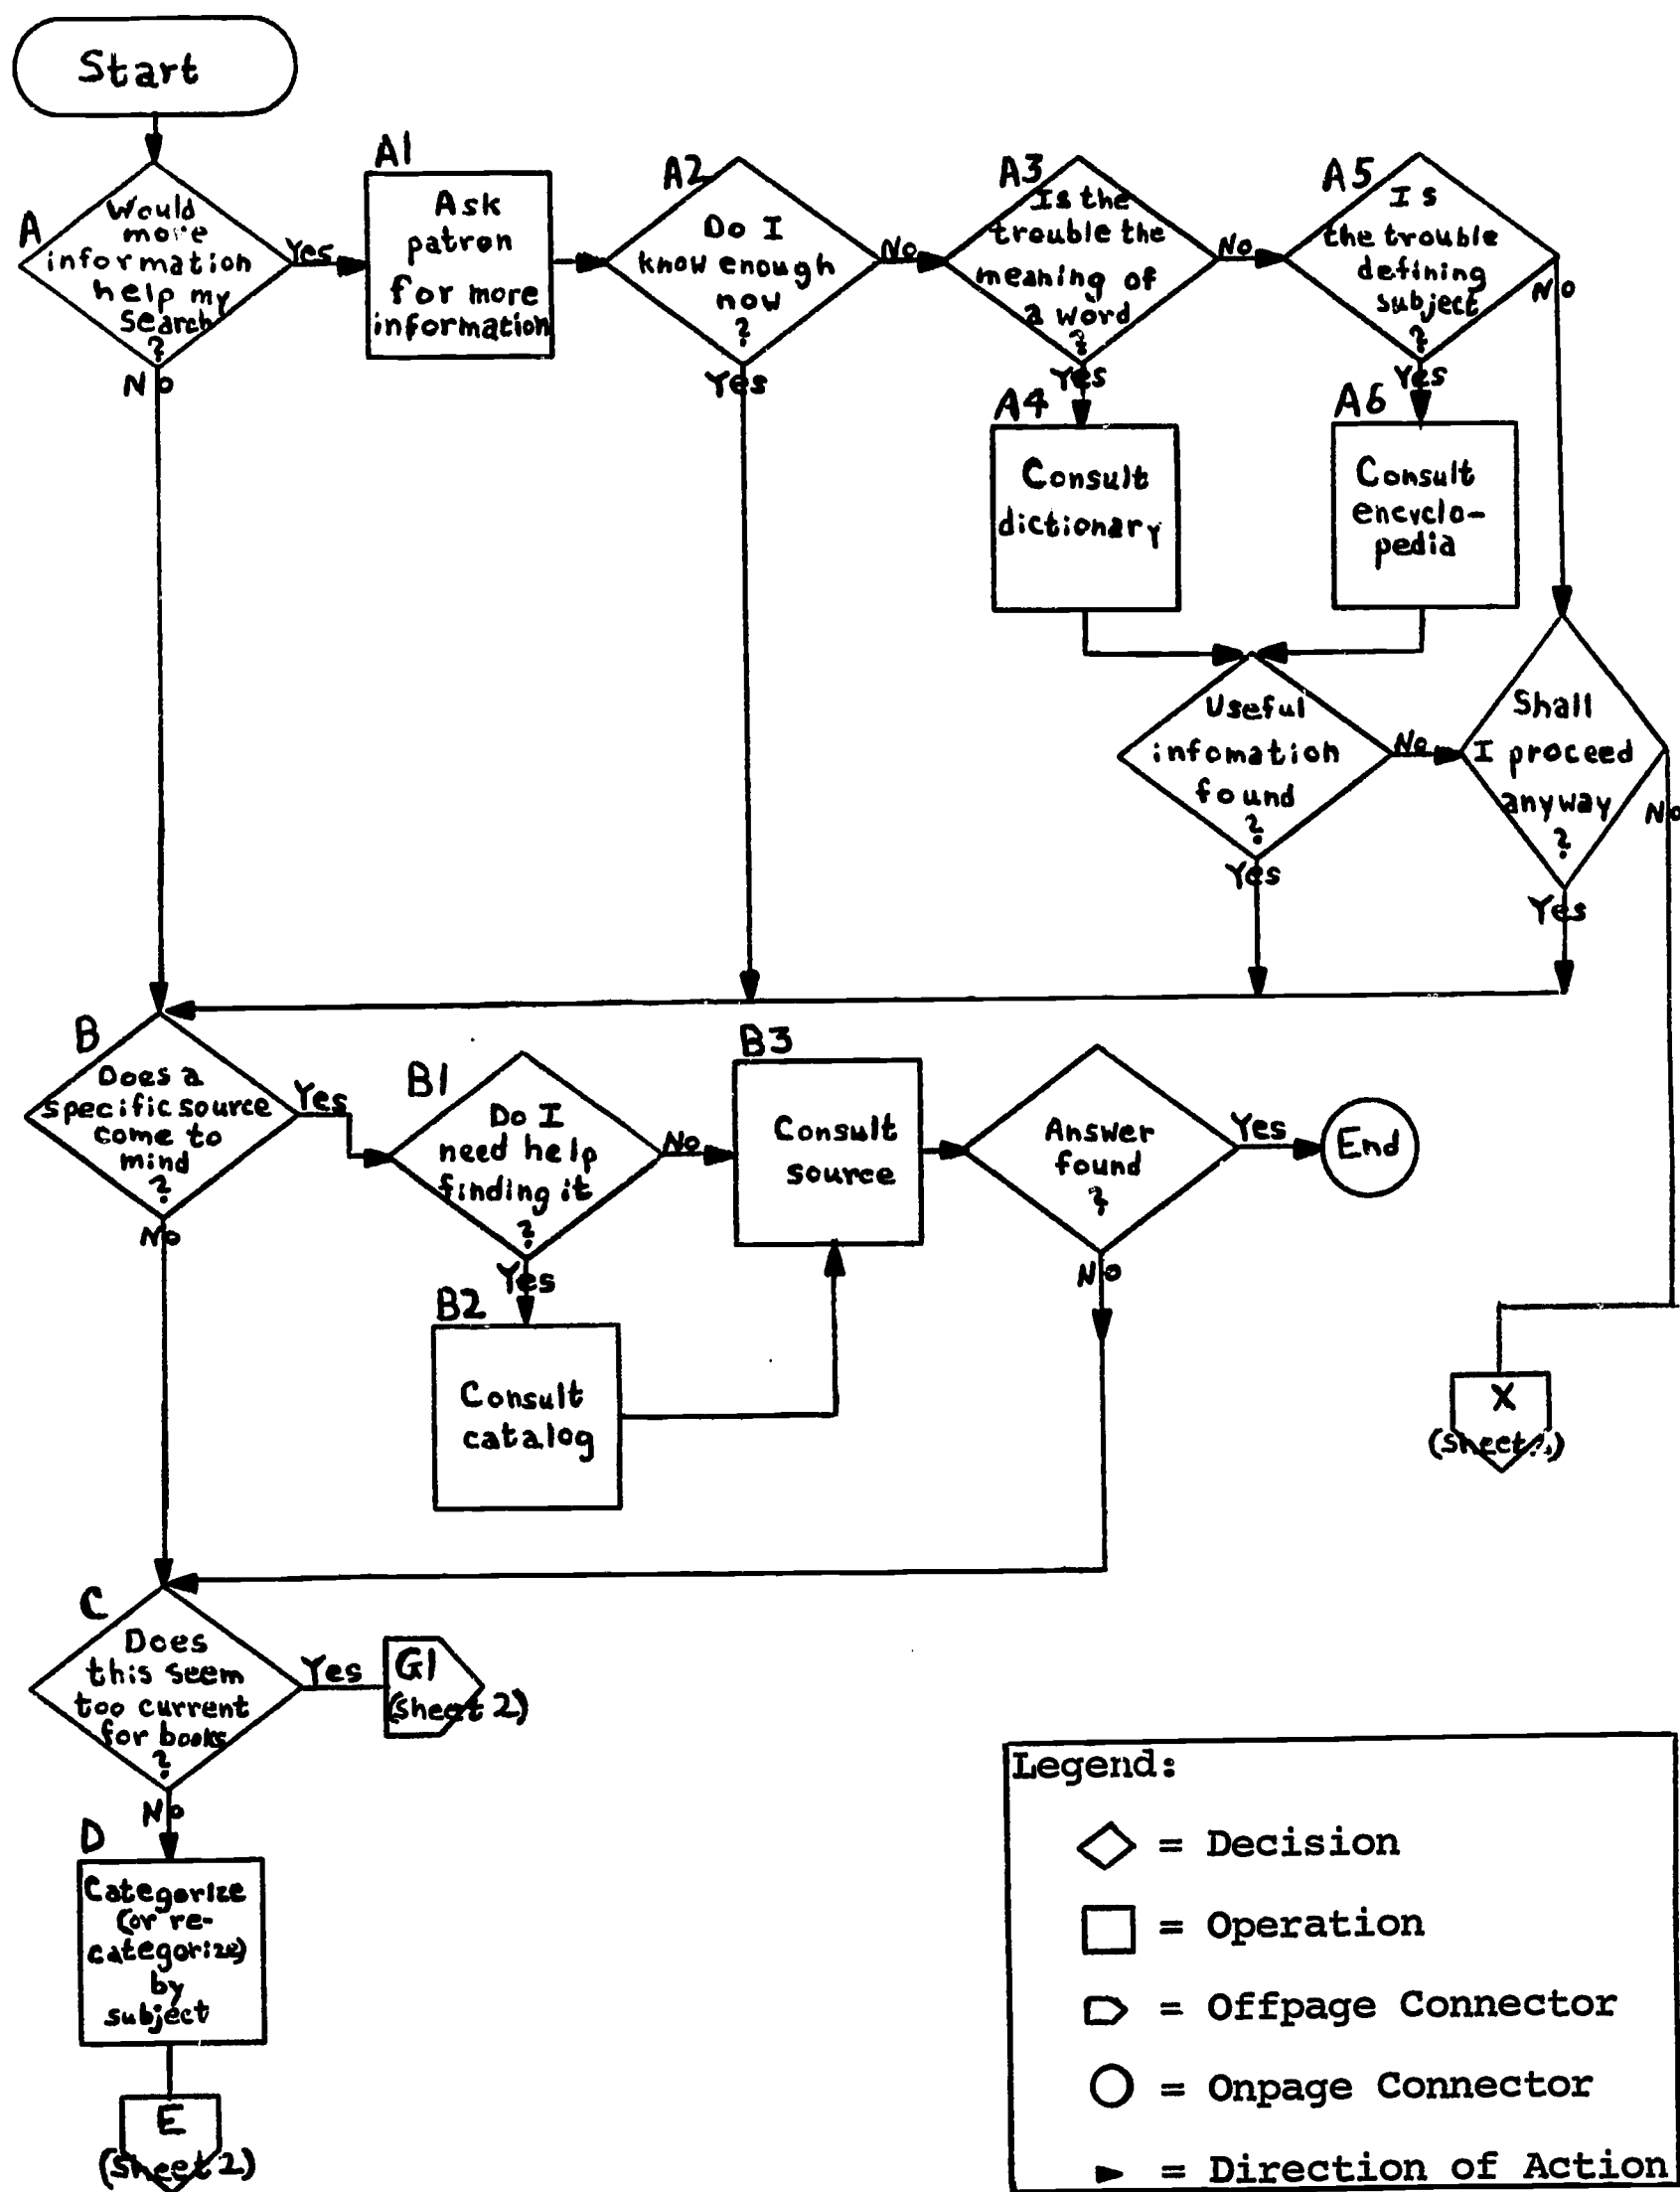 Start
A
Would
more
information
help my
search
?
Yes
No
A1
Ask
patron
for more
information
A2
Do I
know enough
now
?
No
Yes
A3
Is the
trouble the
meaning of
a word
?
No
Yes
A4
Consult
dictionary
A5
Is
the trouble
defining
subject
?
No
Yes
A6
Consult
encyclo-
pedia
Useful
infomation
found
?
No
Yes
Shall
I proceed
anyway
?
No
Yes
B
Does a
specific source
come to
mind
?
Yes
No
B1
Do I
need help
finding it
?
No
Yes
B2
Consult
catalog
B3
Consult
source
Answer
found
?
Yes
No
End
X
(Sheet
C
Does
this seem
too current
for books
?
Yes
No
G1
(Sheet 2)
D
Categorize
(or re-
categorize)
by
subject
E
(Sheet 2)
Legend:
= Decision
= Operation
= Offpage Connector
= Onpage Connector
= Direction of Action